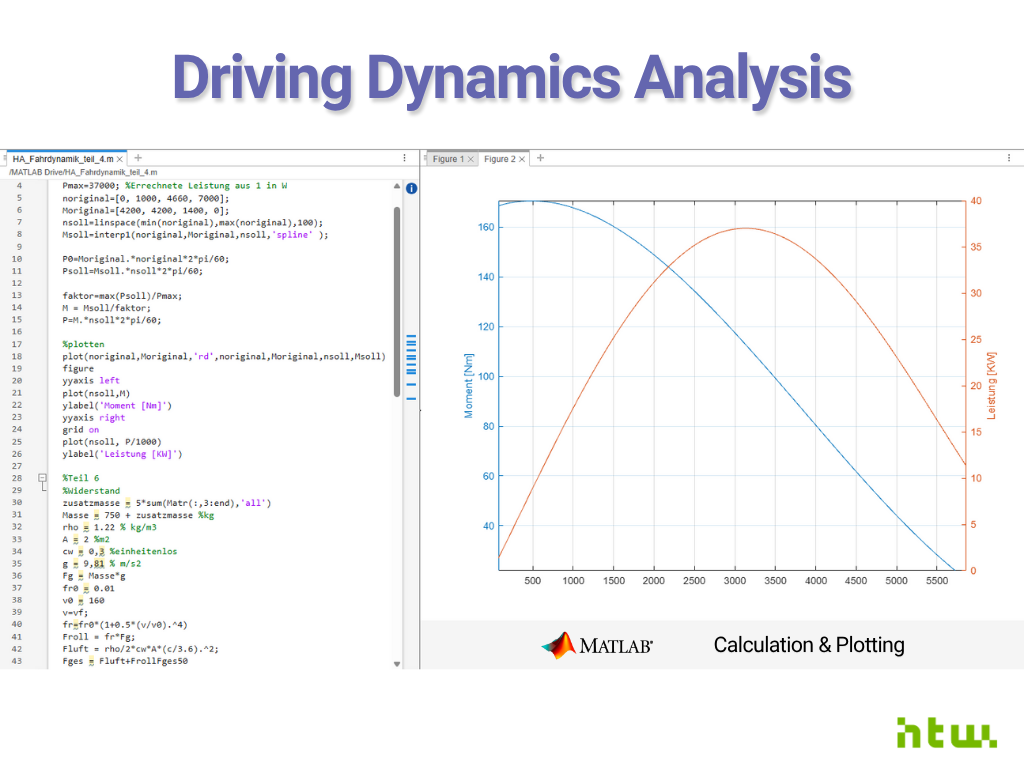 Driving Dynamics Analysis
HA_Fahrdynamik_teil_4.m
/MATLAB Drive/HA_Fahrdynamik_teil_4.m
4 Pmax=37000; %Errechnete Leistung aus 1 in W
5 noriginal=[0, 1000, 4660, 7000];
6 Moriginal=[4200, 4200, 1400, 0];
7 nsoll=linspace(min(noriginal),max(noriginal),100);
8 Msoll=interp1(noriginal,Moriginal,nsoll,'spline' );
9
10 P0=Moriginal.*noriginal*2*pi/60;
11 Psoll=Msoll.*nsoll*2*pi/60;
12
13 faktor=max(Psoll)/Pmax;
14 M = Msoll/faktor;
15 P=M.*nsoll*2*pi/60;
16
17 %plotten
18 plot(noriginal,Moriginal,'rd',noriginal,Moriginal,nsoll,Msoll)
19 figure
20 yyaxis left
21 plot(nsoll,M)
22 ylabel('Moment [Nm]')
23 yyaxis right
24 grid on
25 plot(nsoll, P/1000)
26 ylabel('Leistung [KW]')
27
28 %Teil 6
29 %Widerstand
30 zusatzmasse = 5*sum(Matr(:,3:end),'all')
31 Masse = 750 + zusatzmasse %kg
32 rho = 1.22 % kg/m3
33 A = 2 %m2
34 cw = 0,3 %einheitenlos
35 g = 9,81 % m/s2
36 Fg = Masse*g
37 fr0 = 0.01
38 v0 = 160
39 v=vf;
40 fr=fr0*(1+0.5*(v/v0).^4)
41 Froll = fr*Fg;
42 Fluft = rho/2*cw*A*(c/3.6).^2;
43 Fges = Fluft+FrollFges50
Figure 1
Figure 2
160
140
120
100
80
60
40
Moment [Nm]
40
35
30
25
20
15
10
5
0
Leistung [KW]
500 1000 1500 2000 2500 3000 3500 4000 4500 5000 5500
MATLAB®
Calculation & Plotting
htw.